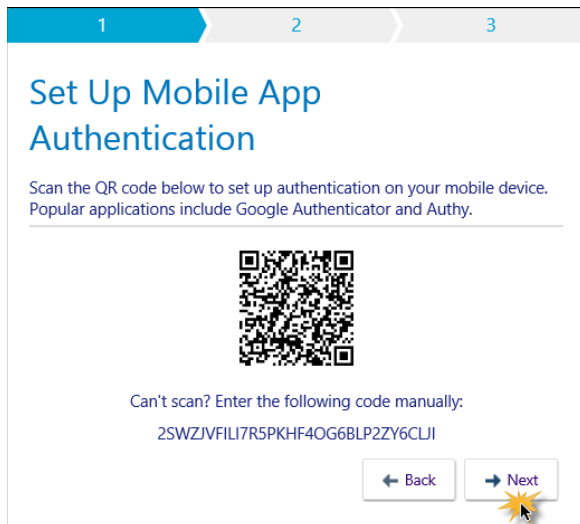 1 2 3
Set Up Mobile App
Authentication
Scan the QR code below to set up authentication on your mobile device.
Popular applications include Google Authenticator and Authy.
Can't scan? Enter the following code manually:
2SWZJVFILI7R5PKHF4OG6BLP2ZY6CLJI
Back Next